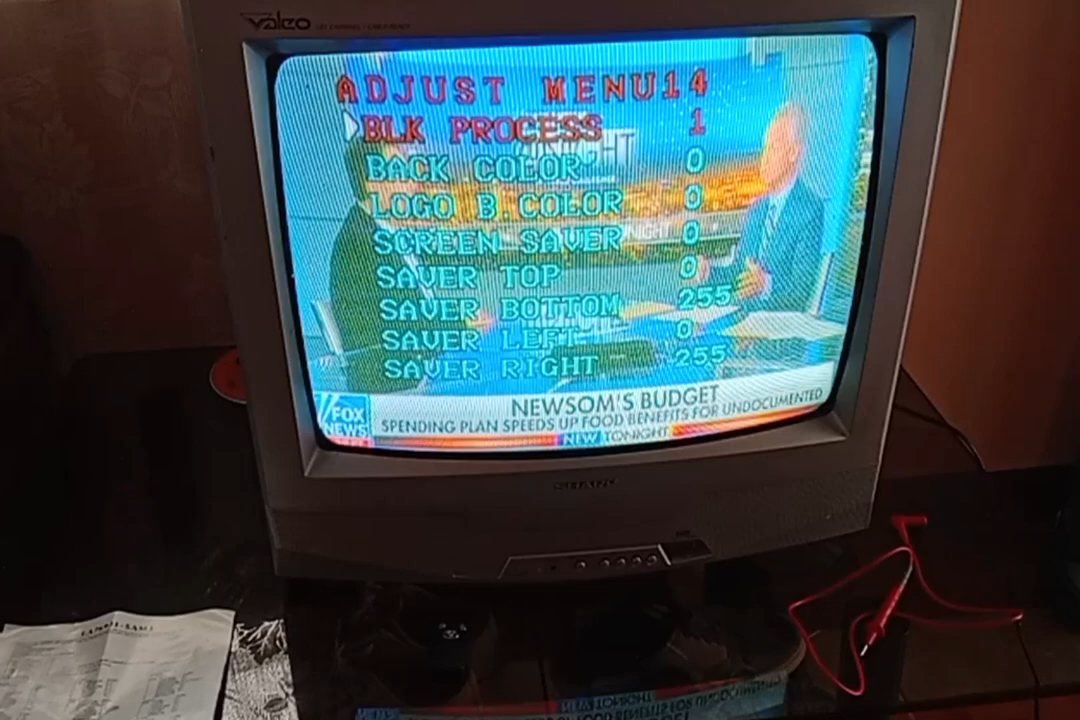 Valeo
ADJUST MENU14
BLK PROCESS 1
BACK COLOR 0
LOGO B.COLOR 0
SCREEN SAVER 0
SAVER TOP 0
SAVER BOTTOM 255
SAVER LEFT 0
SAVER RIGHT 255
NEWSOM'S BUDGET
SPENDING PLAN SPEEDS UP FOOD BENEFITS FOR UNDOCUMENTED
FOX
NEWS
NEW TONIGHT
SHARP